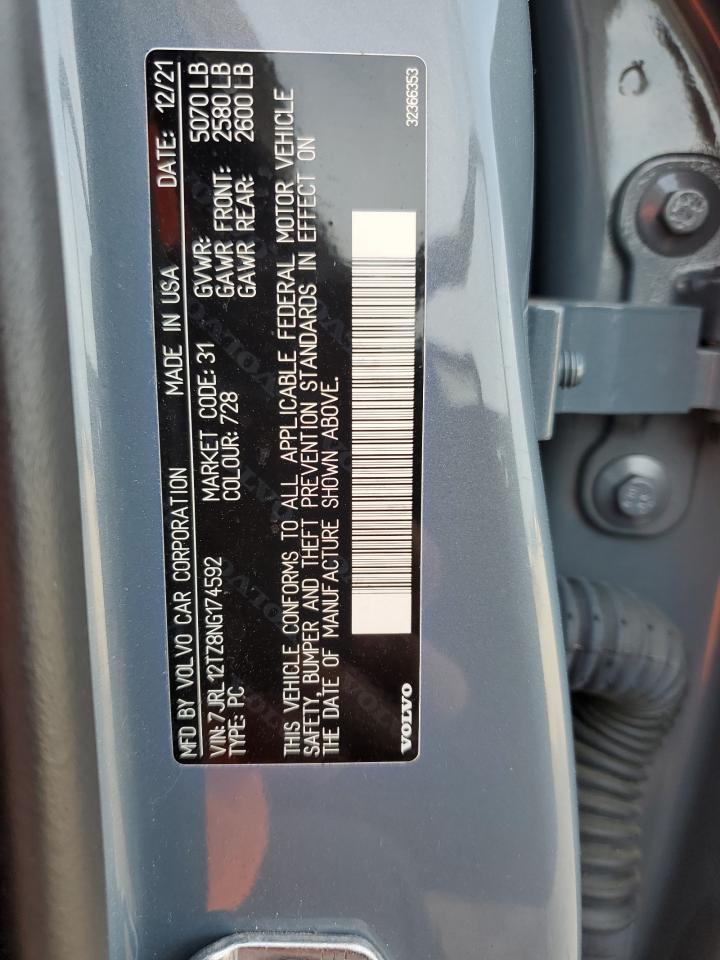 MFD BY VOLVO CAR CORPORATION MADE IN USA DATE: 12/21
VIN: 7JRL12TZ8NG174592 MARKET CODE: 31 GVWR: 5070 LB
TYPE: PC COLOUR: 728 GAWR FRONT: 2580 LB
GAWR REAR: 2600 LB
THIS VEHICLE CONFORMS TO ALL APPLICABLE FEDERAL MOTOR VEHICLE
SAFETY, BUMPER AND THEFT PREVENTION STANDARDS IN EFFECT ON
THE DATE OF MANUFACTURE SHOWN ABOVE.
VOLVO 32366353